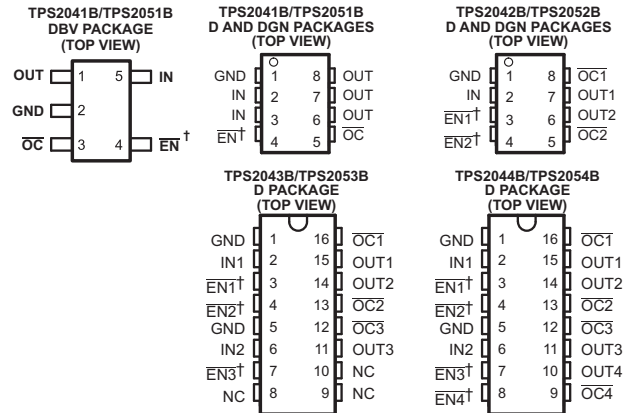 TPS2041B/TPS2051B
DBV PACKAGE
(TOP VIEW)
OUT 1 5 IN
GND 2
OC 3 4 EN †
TPS2041B/TPS2051B
D AND DGN PACKAGES
(TOP VIEW)
GND 1 8 OUT
IN 2 7 OUT
IN 3 6 OUT
EN† 4 5 OC
TPS2042B/TPS2052B
D AND DGN PACKAGES
(TOP VIEW)
GND 1 8 OC1
IN 2 7 OUT1
EN1† 3 6 OUT2
EN2† 4 5 OC2
TPS2043B/TPS2053B
D PACKAGE
(TOP VIEW)
GND 1 16 OC1
IN1 2 15 OUT1
EN1† 3 14 OUT2
EN2† 4 13 OC2
GND 5 12 OC3
IN2 6 11 OUT3
EN3† 7 10 NC
NC 8 9 NC
TPS2044B/TPS2054B
D PACKAGE
(TOP VIEW)
GND 1 16 OC1
IN1 2 15 OUT1
EN1† 3 14 OUT2
EN2† 4 13 OC2
GND 5 12 OC3
IN2 6 11 OUT3
EN3† 7 10 OUT4
EN4† 8 9 OC4